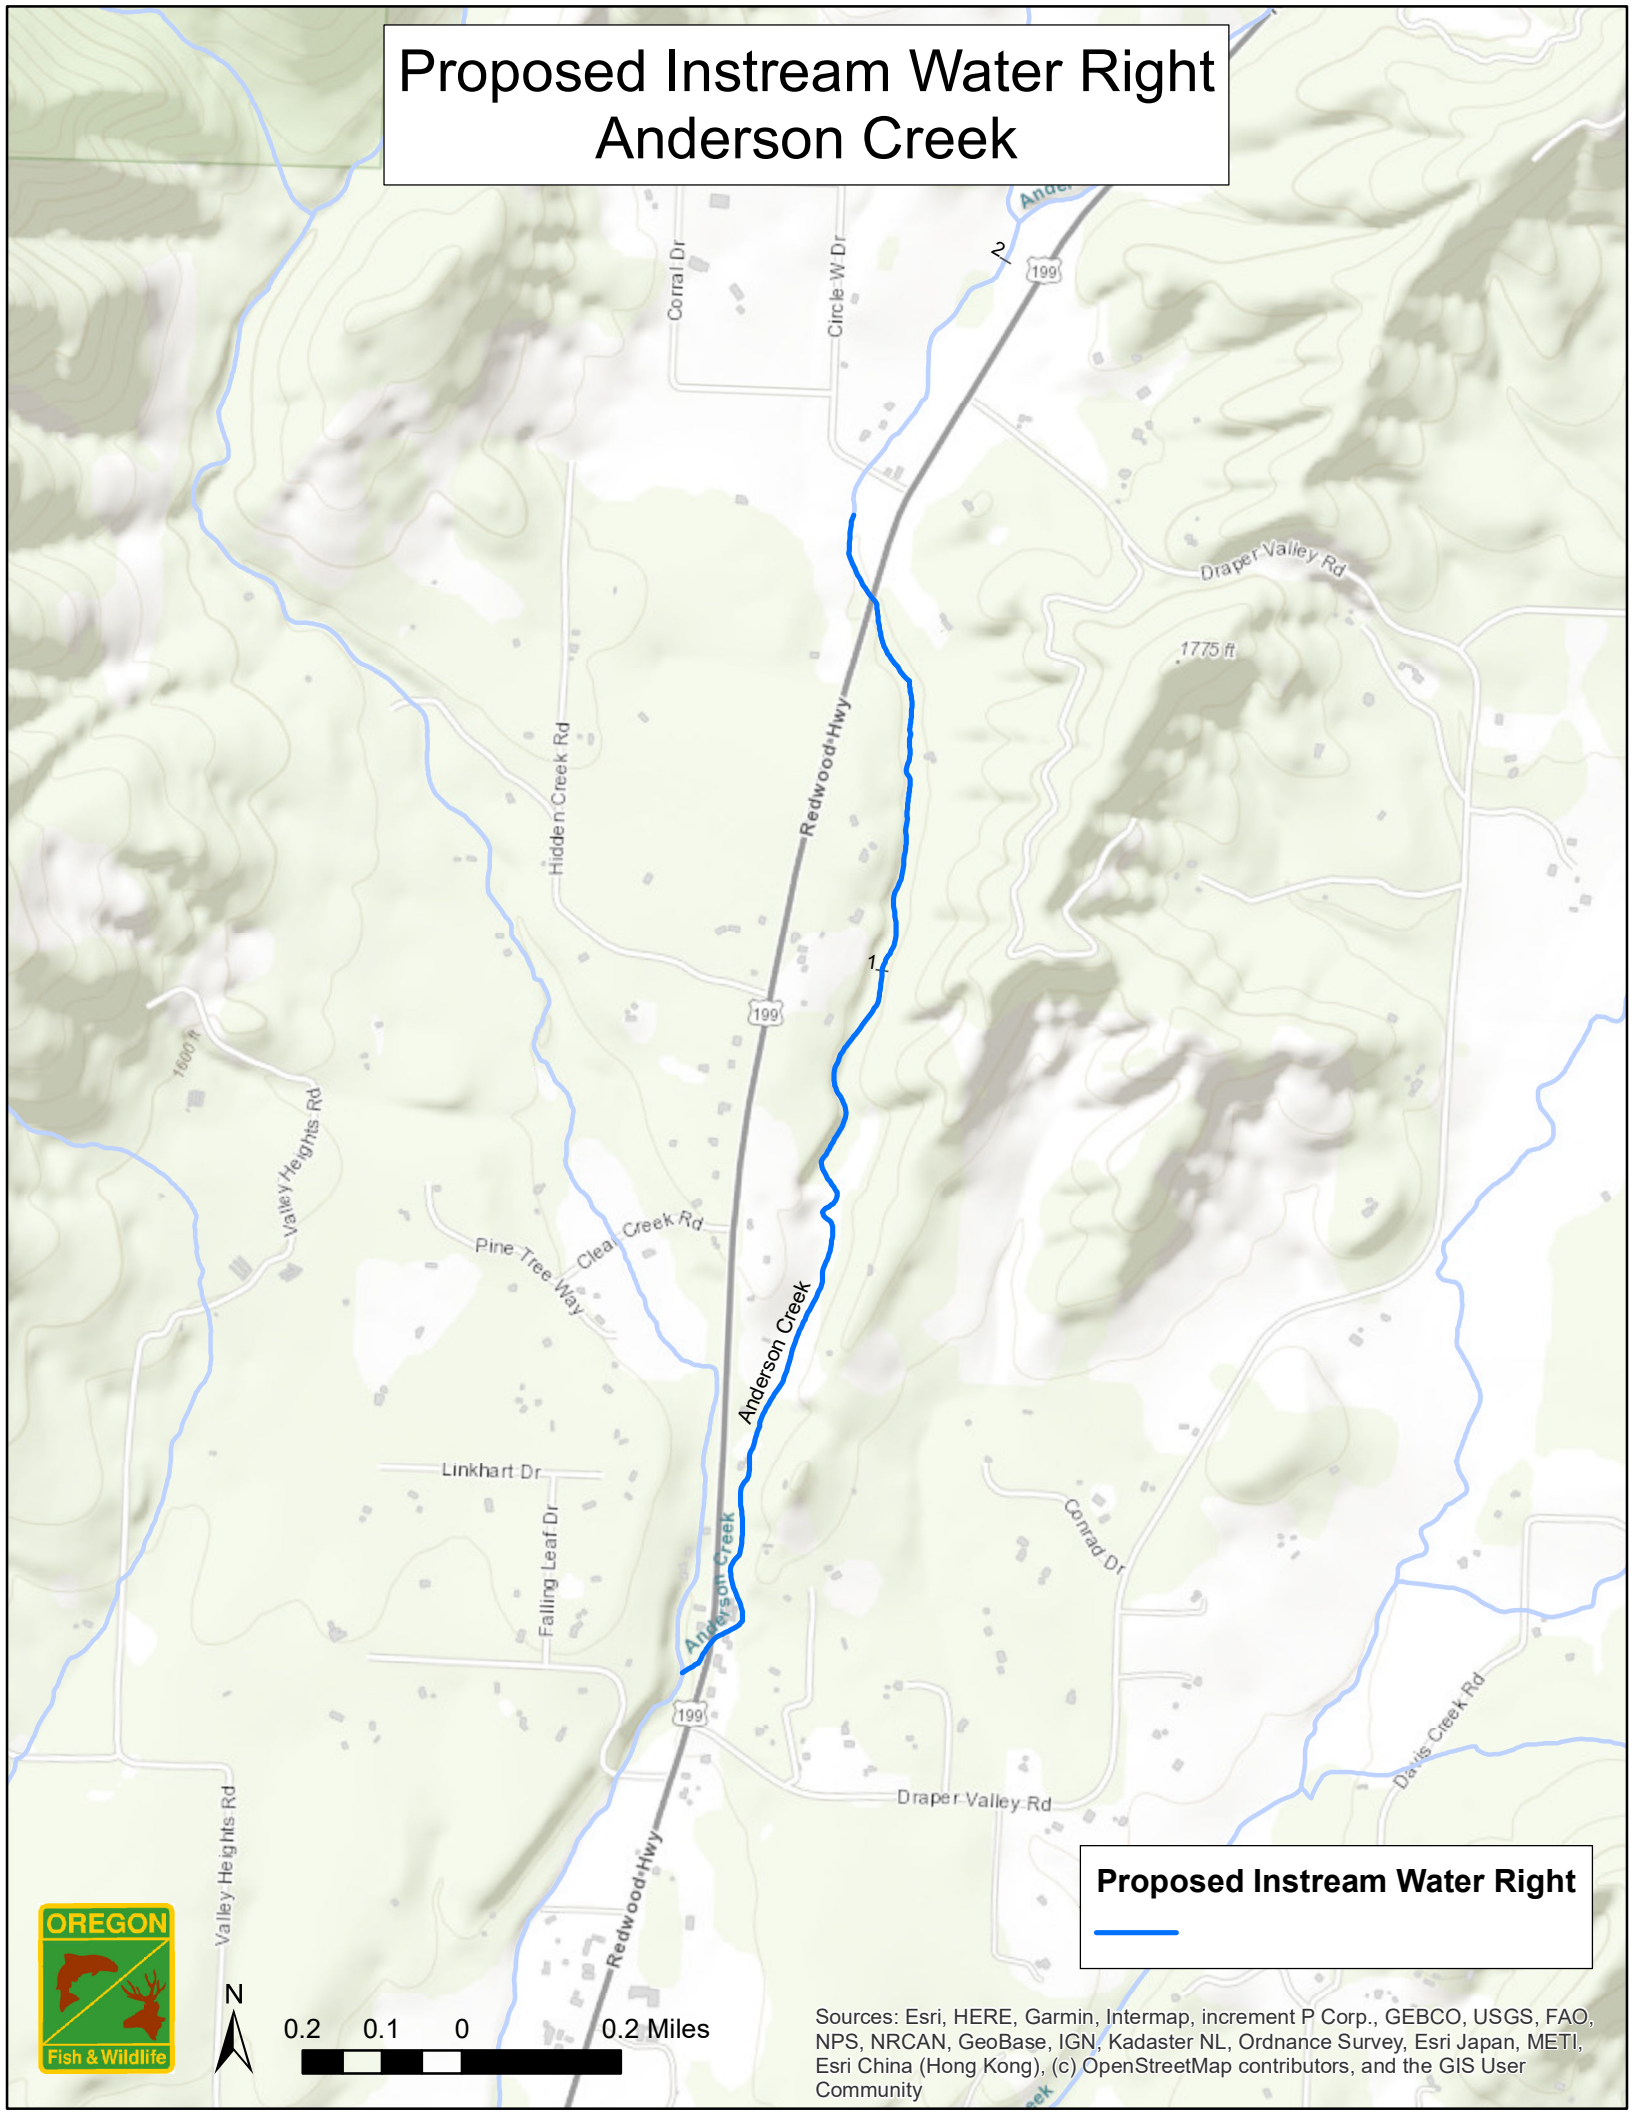 Proposed Instream Water Right
Anderson Creek
2
199
Corral Dr
Circle W Dr
Draper Valley Rd
1775 ft
Redwood Hwy
Hidden Creek Rd
1
199
1600 ft
Valley Heights Rd
Clear Creek Rd
Pine Tree Way
Anderson Creek
Linkhart Dr
Falling Leaf Dr
Anderson Creek
Conrad Dr
199
Davis Creek Rd
Draper Valley Rd
Valley Heights Rd
Redwood Hwy
Proposed Instream Water Right
OREGON
Fish & Wildlife
N
0.2 0.1 0 0.2 Miles
Sources: Esri, HERE, Garmin, Intermap, increment P Corp., GEBCO, USGS, FAO,
NPS, NRCAN, GeoBase, IGN, Kadaster NL, Ordnance Survey, Esri Japan, METI,
Esri China (Hong Kong), (c) OpenStreetMap contributors, and the GIS User
Community